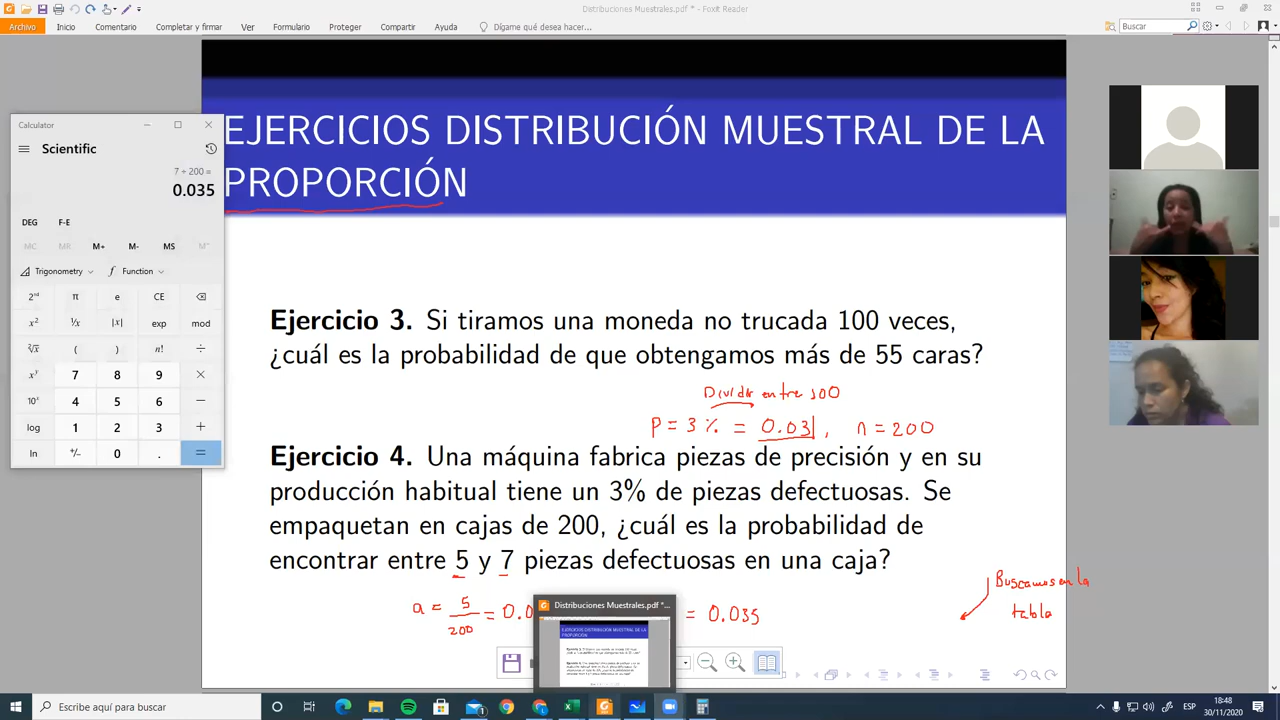 Distribuciones Muestrales.pdf * - Foxit Reader
Archivo Inicio Comentario Completar y firmar Ejercer Ver Formulario Proteger Compartir Ayuda Dígame qué desea hacer... Buscar
EJERCICIOS DISTRIBUCIÓN MUESTRAL DE LA
PROPORCIÓN
Calculator
Scientific
7 ÷ 200 =
0.035
DEG F-E
MC MR M+ M- MS M˅
Trigonometry Function
2ⁿᵈ π e CE
x² ¹/x |x| exp mod
²√x ( ) n! ÷
xʸ 7 8 9 ×
10ˣ 4 5 6 −
log 1 2 3 +
ln +/− 0 . =
Ejercicio 3. Si tiramos una moneda no trucada 100 veces,
¿cuál es la probabilidad de que obtengamos más de 55 caras?
Dividir entre 100
P = 3 % = 0.03, n = 200
Ejercicio 4. Una máquina fabrica piezas de precisión y en su
producción habitual tiene un 3% de piezas defectuosas. Se
empaquetan en cajas de 200, ¿cuál es la probabilidad de
encontrar entre 5 y 7 piezas defectuosas en una caja?
Buscamos en la
tabla
a = 5/200 = 0.0 = 0.035
Distribuciones Muestrales.pdf *...
Escribe aquí para buscar
ESP
18:48
30/11/2020